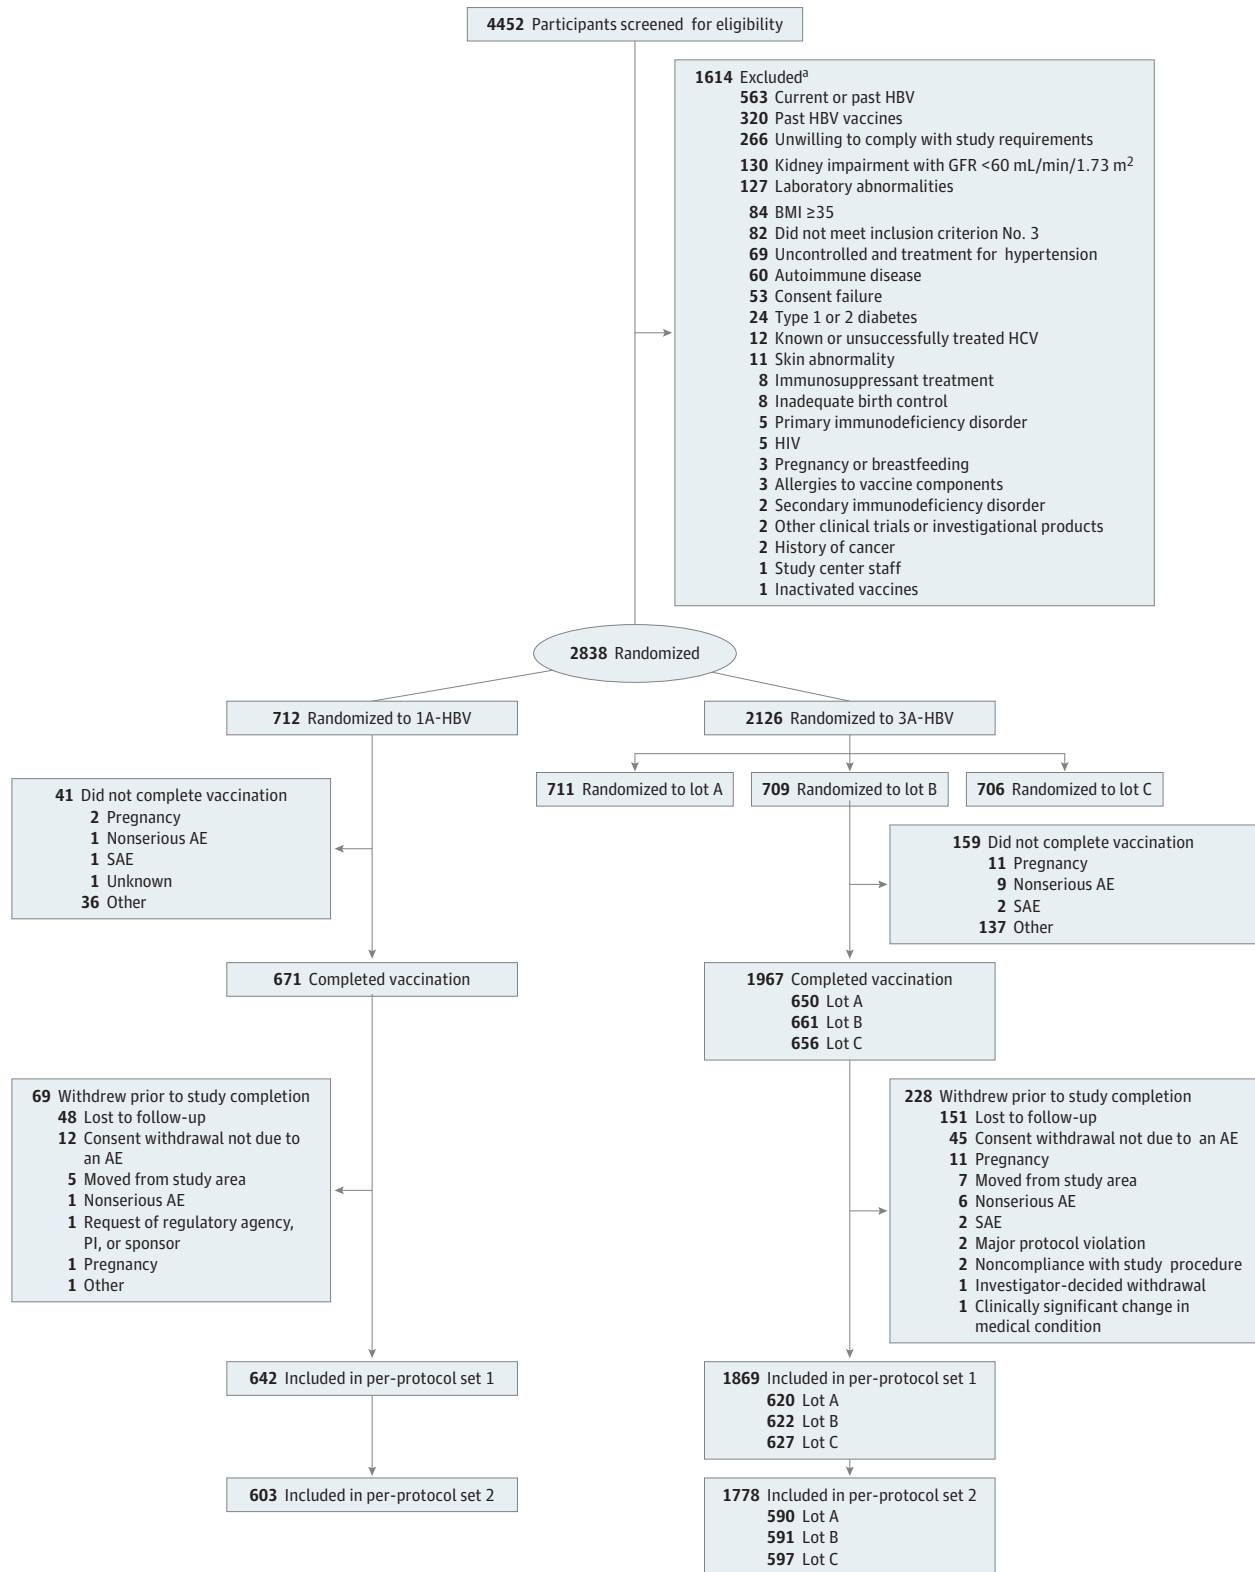 4452 Participants screened for eligibility
1614 Excludedᵃ
563 Current or past HBV
320 Past HBV vaccines
266 Unwilling to comply with study requirements
130 Kidney impairment with GFR <60 mL/min/1.73 m²
127 Laboratory abnormalities
84 BMI ≥35
82 Did not meet inclusion criterion No. 3
69 Uncontrolled and treatment for hypertension
60 Autoimmune disease
53 Consent failure
24 Type 1 or 2 diabetes
12 Known or unsuccessfully treated HCV
11 Skin abnormality
8 Immunosuppressant treatment
8 Inadequate birth control
5 Primary immunodeficiency disorder
5 HIV
3 Pregnancy or breastfeeding
3 Allergies to vaccine components
2 Secondary immunodeficiency disorder
2 Other clinical trials or investigational products
2 History of cancer
1 Study center staff
1 Inactivated vaccines
2838 Randomized
712 Randomized to 1A-HBV
2126 Randomized to 3A-HBV
711 Randomized to lot A
709 Randomized to lot B
706 Randomized to lot C
41 Did not complete vaccination
2 Pregnancy
1 Nonserious AE
1 SAE
1 Unknown
36 Other
159 Did not complete vaccination
11 Pregnancy
9 Nonserious AE
2 SAE
137 Other
671 Completed vaccination
1967 Completed vaccination
650 Lot A
661 Lot B
656 Lot C
69 Withdrew prior to study completion
48 Lost to follow-up
12 Consent withdrawal not due to
an AE
5 Moved from study area
1 Nonserious AE
1 Request of regulatory agency,
PI, or sponsor
1 Pregnancy
1 Other
228 Withdrew prior to study completion
151 Lost to follow-up
45 Consent withdrawal not due to an AE
11 Pregnancy
7 Moved from study area
6 Nonserious AE
2 SAE
2 Major protocol violation
2 Noncompliance with study procedure
1 Investigator-decided withdrawal
1 Clinically significant change in
medical condition
642 Included in per-protocol set 1
1869 Included in per-protocol set 1
620 Lot A
622 Lot B
627 Lot C
603 Included in per-protocol set 2
1778 Included in per-protocol set 2
590 Lot A
591 Lot B
597 Lot C